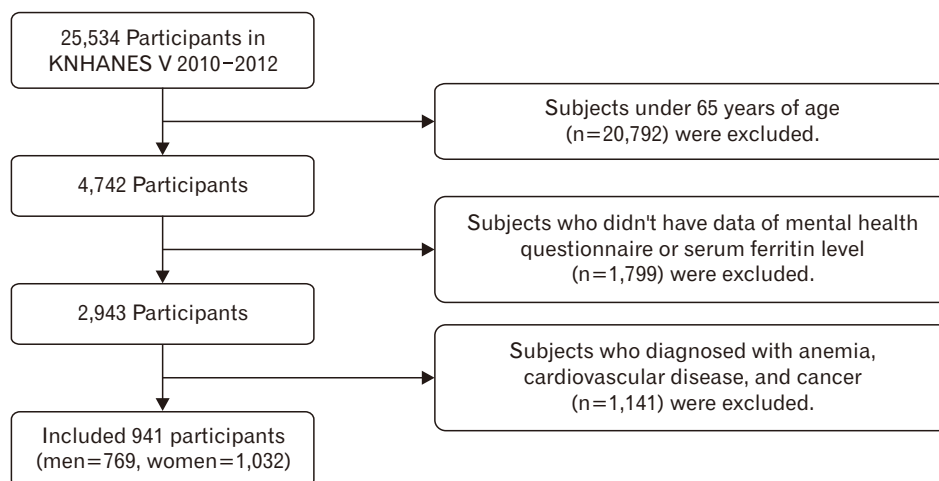 25,534 Participants in
KNHANES V 2010–2012
Subjects under 65 years of age
(n=20,792) were excluded.
4,742 Participants
Subjects who didn't have data of mental health
questionnaire or serum ferritin level
(n=1,799) were excluded.
2,943 Participants
Subjects who diagnosed with anemia,
cardiovascular disease, and cancer
(n=1,141) were excluded.
Included 941 participants
(men=769, women=1,032)